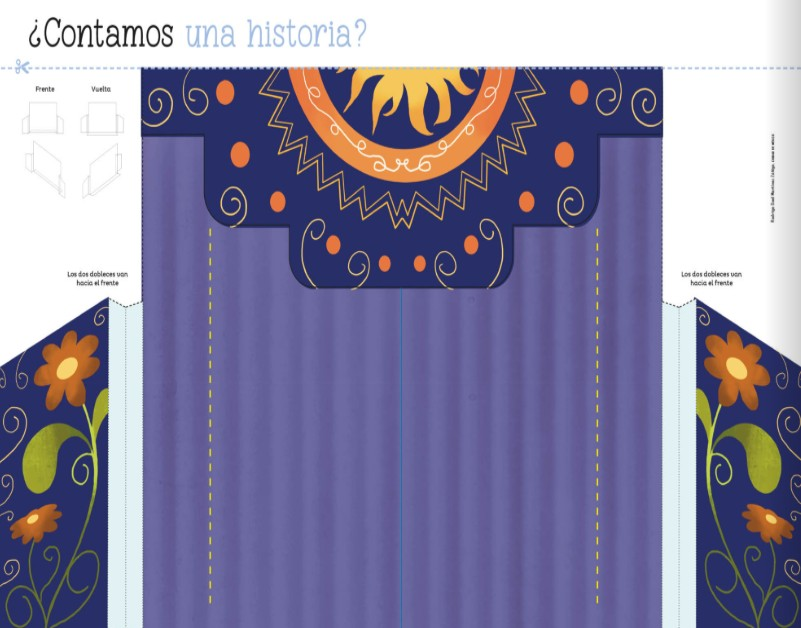 ¿Contamos una historia?
Frente
Vuelta
Los dos dobleces van
hacia el frente
Los dos dobleces van
hacia el frente